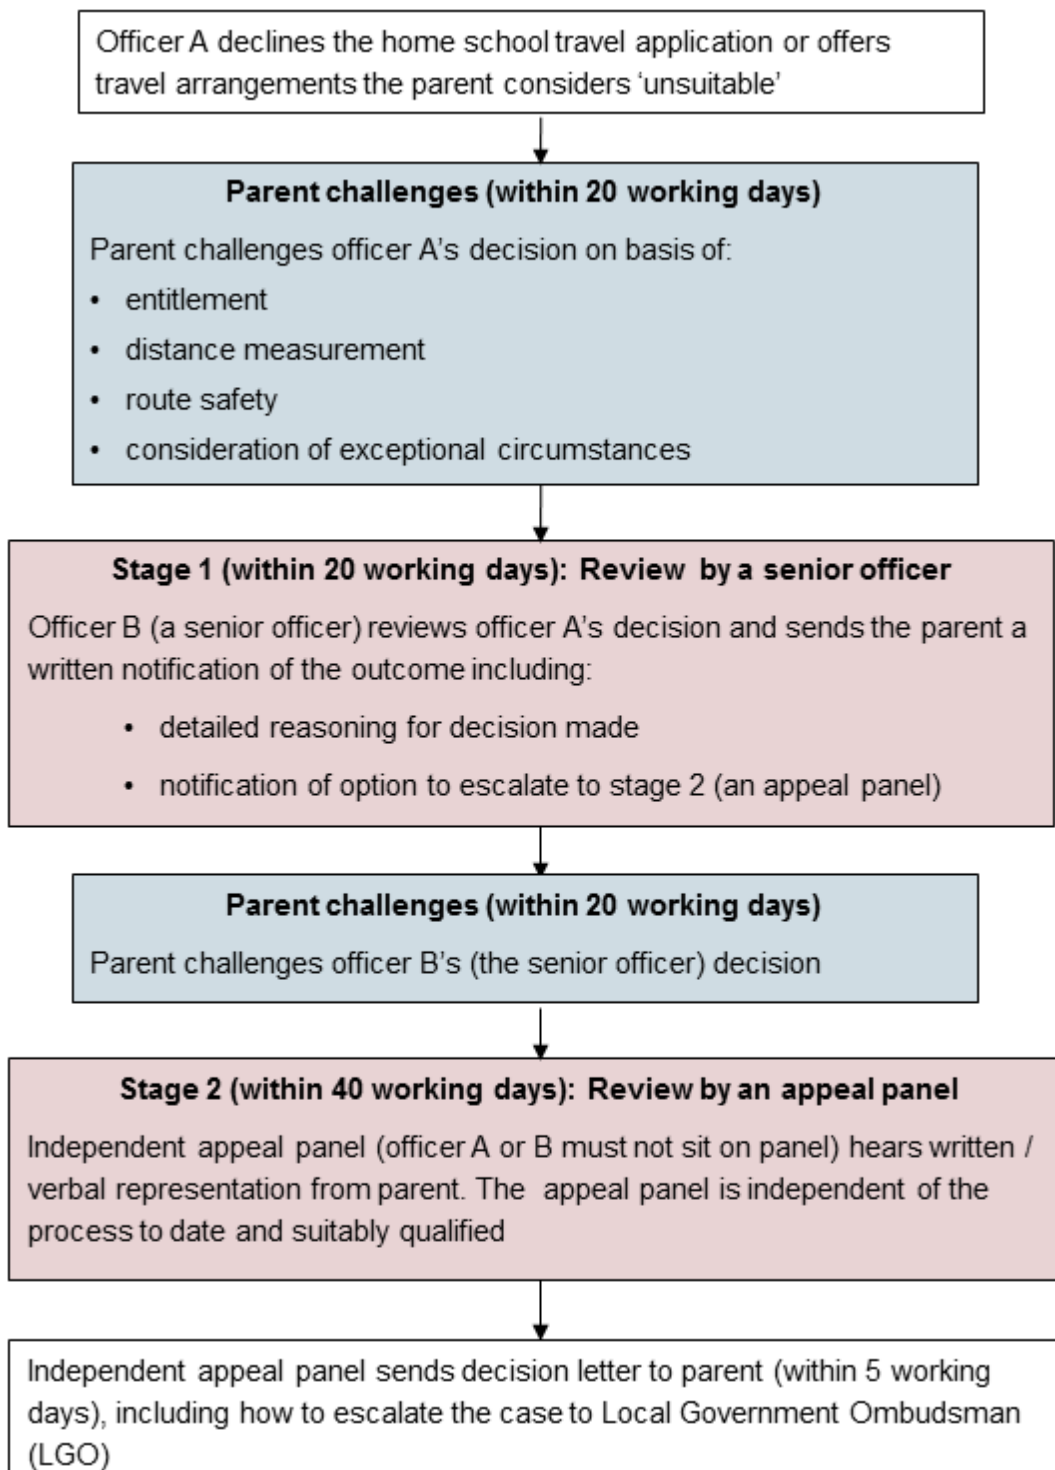 Officer A declines the home school travel application or offers
travel arrangements the parent considers ‘unsuitable’
Parent challenges (within 20 working days)
Parent challenges officer A’s decision on basis of:
• entitlement
• distance measurement
• route safety
• consideration of exceptional circumstances
Stage 1 (within 20 working days): Review by a senior officer
Officer B (a senior officer) reviews officer A’s decision and sends the parent a
written notification of the outcome including:
• detailed reasoning for decision made
• notification of option to escalate to stage 2 (an appeal panel)
Parent challenges (within 20 working days)
Parent challenges officer B’s (the senior officer) decision
Stage 2 (within 40 working days): Review by an appeal panel
Independent appeal panel (officer A or B must not sit on panel) hears written /
verbal representation from parent. The appeal panel is independent of the
process to date and suitably qualified
Independent appeal panel sends decision letter to parent (within 5 working
days), including how to escalate the case to Local Government Ombudsman
(LGO)